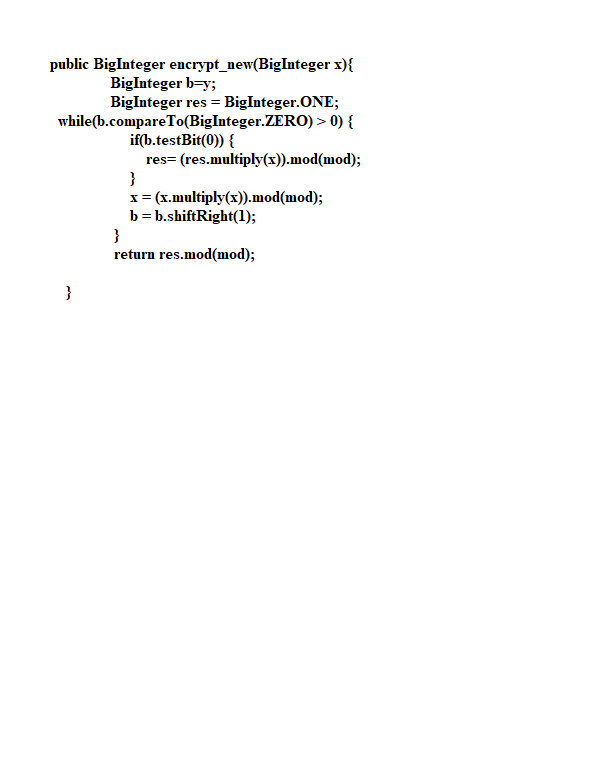 public BigInteger encrypt_new(BigInteger x){
BigInteger b=y;
BigInteger res = BigInteger.ONE;
while(b.compareTo(BigInteger.ZERO) > 0) {
if(b.testBit(0)) {
res= (res.multiply(x)).mod(mod);
}
x = (x.multiply(x)).mod(mod);
b = b.shiftRight(1);
}
return res.mod(mod);
}